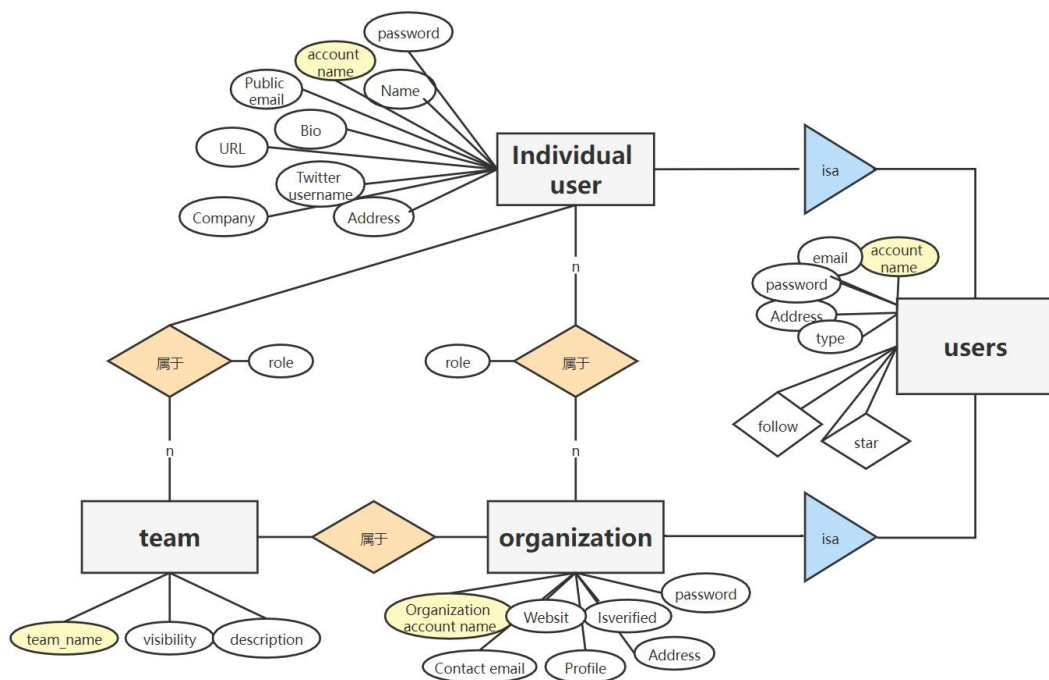 password
account
name
Public
email
Name
Bio
URL
Individual
user
isa
Twitter
username
Company
Address
email
account
name
n
password
Address
type
users
属于
role
role
属于
follow
star
n
n
team
属于
organization
isa
password
Organization
account name
Websit
Isverified
team_name
visibility
description
Contact email
Profile
Address